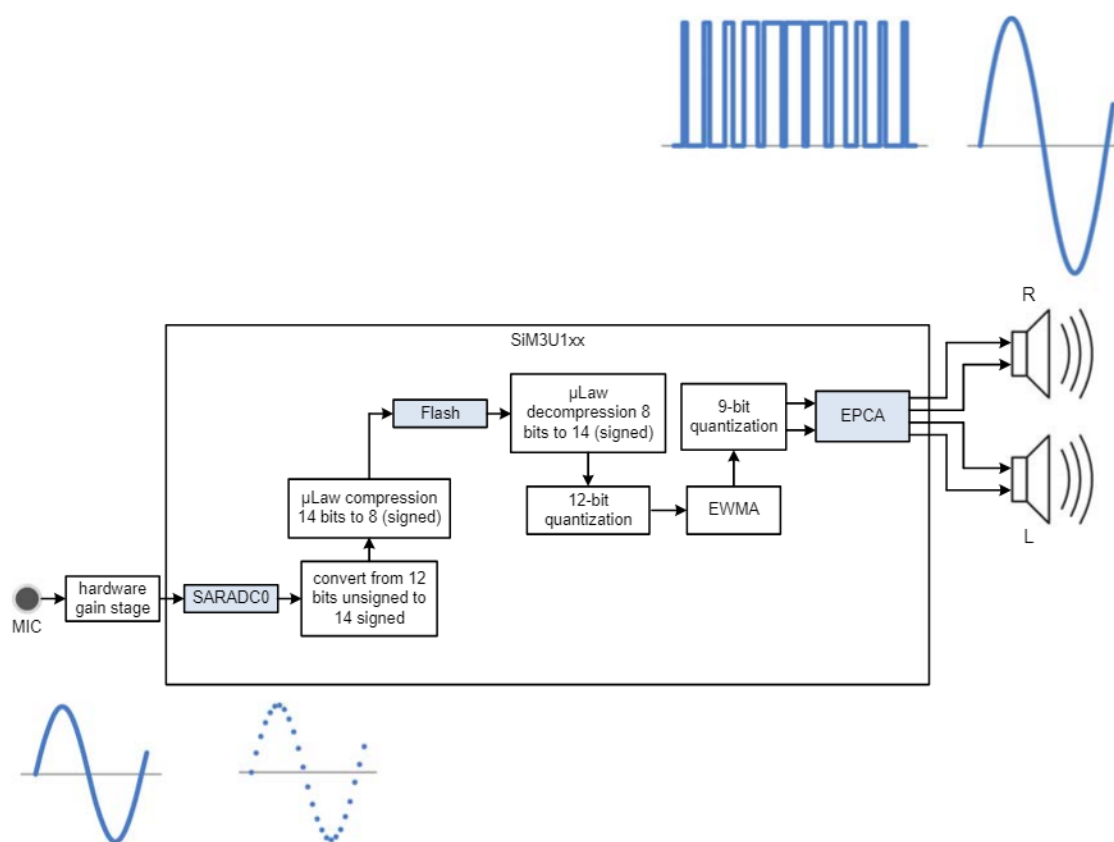 R
SiM3U1xx
Flash
µLaw
decompression 8
bits to 14 (signed)
9-bit
quantization
EPCA
µLaw compression
14 bits to 8 (signed)
12-bit
quantization
EWMA
L
MIC
hardware
gain stage
SARADC0
convert from 12
bits unsigned to
14 signed